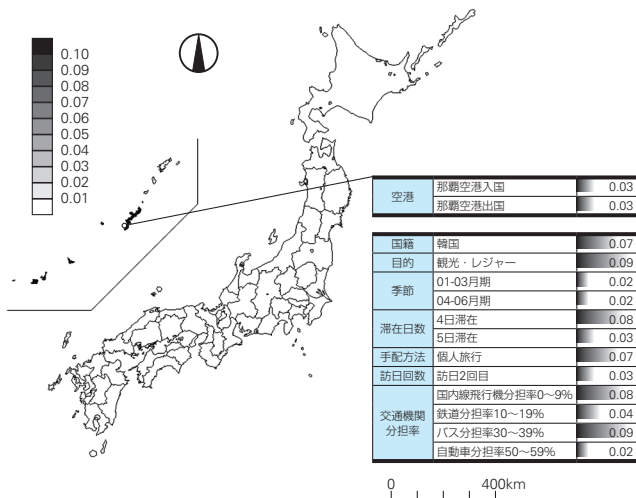 0.10
0.09
0.08
0.07
0.06
0.05
0.04
0.03
0.02
0.01
空港 那覇空港入国 0.03
那覇空港出国 0.03
国籍 韓国 0.07
目的 観光・レジャー 0.09
季節 01-03月期 0.02
04-06月期 0.02
滞在日数 4日滞在 0.08
5日滞在 0.03
手配方法 個人旅行 0.07
訪日回数 訪日2回目 0.03
交通機関
分担率
国内線飛行機分担率0~9% 0.08
鉄道分担率10~19% 0.04
バス分担率30~39% 0.09
自動車分担率50~59% 0.02
0 400km